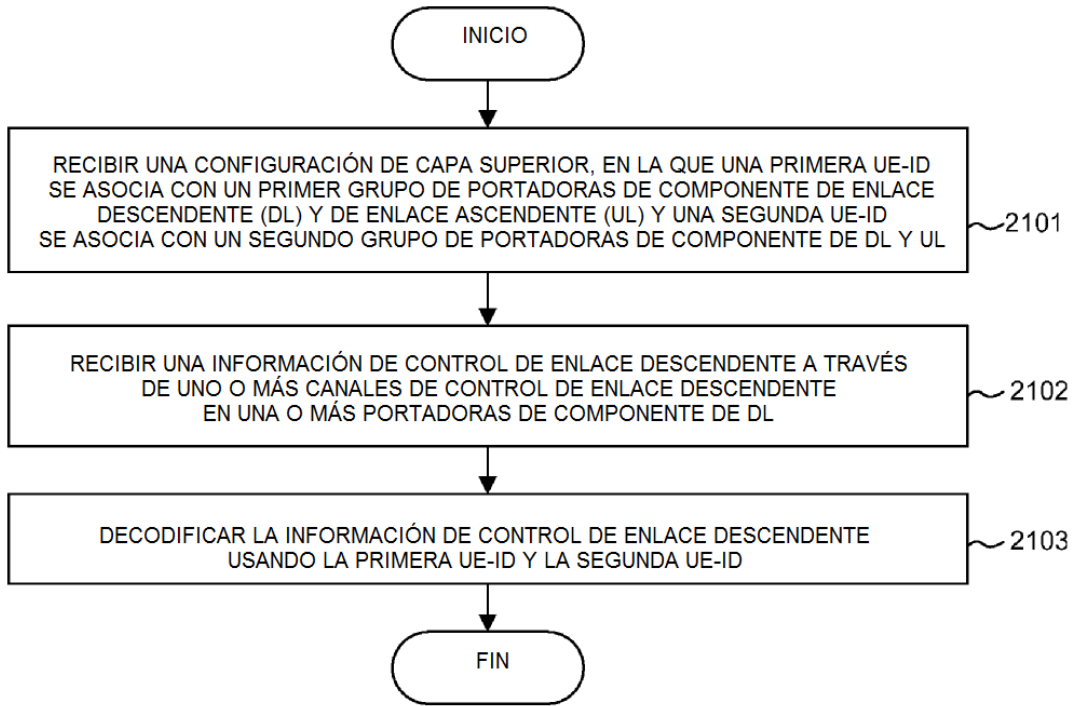 INICIO
RECIBIR UNA CONFIGURACIÓN DE CAPA SUPERIOR, EN LA QUE UNA PRIMERA UE-ID
SE ASOCIA CON UN PRIMER GRUPO DE PORTADORAS DE COMPONENTE DE ENLACE
DESCENDENTE (DL) Y DE ENLACE ASCENDENTE (UL) Y UNA SEGUNDA UE-ID
SE ASOCIA CON UN SEGUNDO GRUPO DE PORTADORAS DE COMPONENTE DE DL Y UL
2101
RECIBIR UNA INFORMACIÓN DE CONTROL DE ENLACE DESCENDENTE A TRAVÉS
DE UNO O MÁS CANALES DE CONTROL DE ENLACE DESCENDENTE
EN UNA O MÁS PORTADORAS DE COMPONENTE DE DL
2102
DECODIFICAR LA INFORMACIÓN DE CONTROL DE ENLACE DESCENDENTE
USANDO LA PRIMERA UE-ID Y LA SEGUNDA UE-ID
2103
FIN